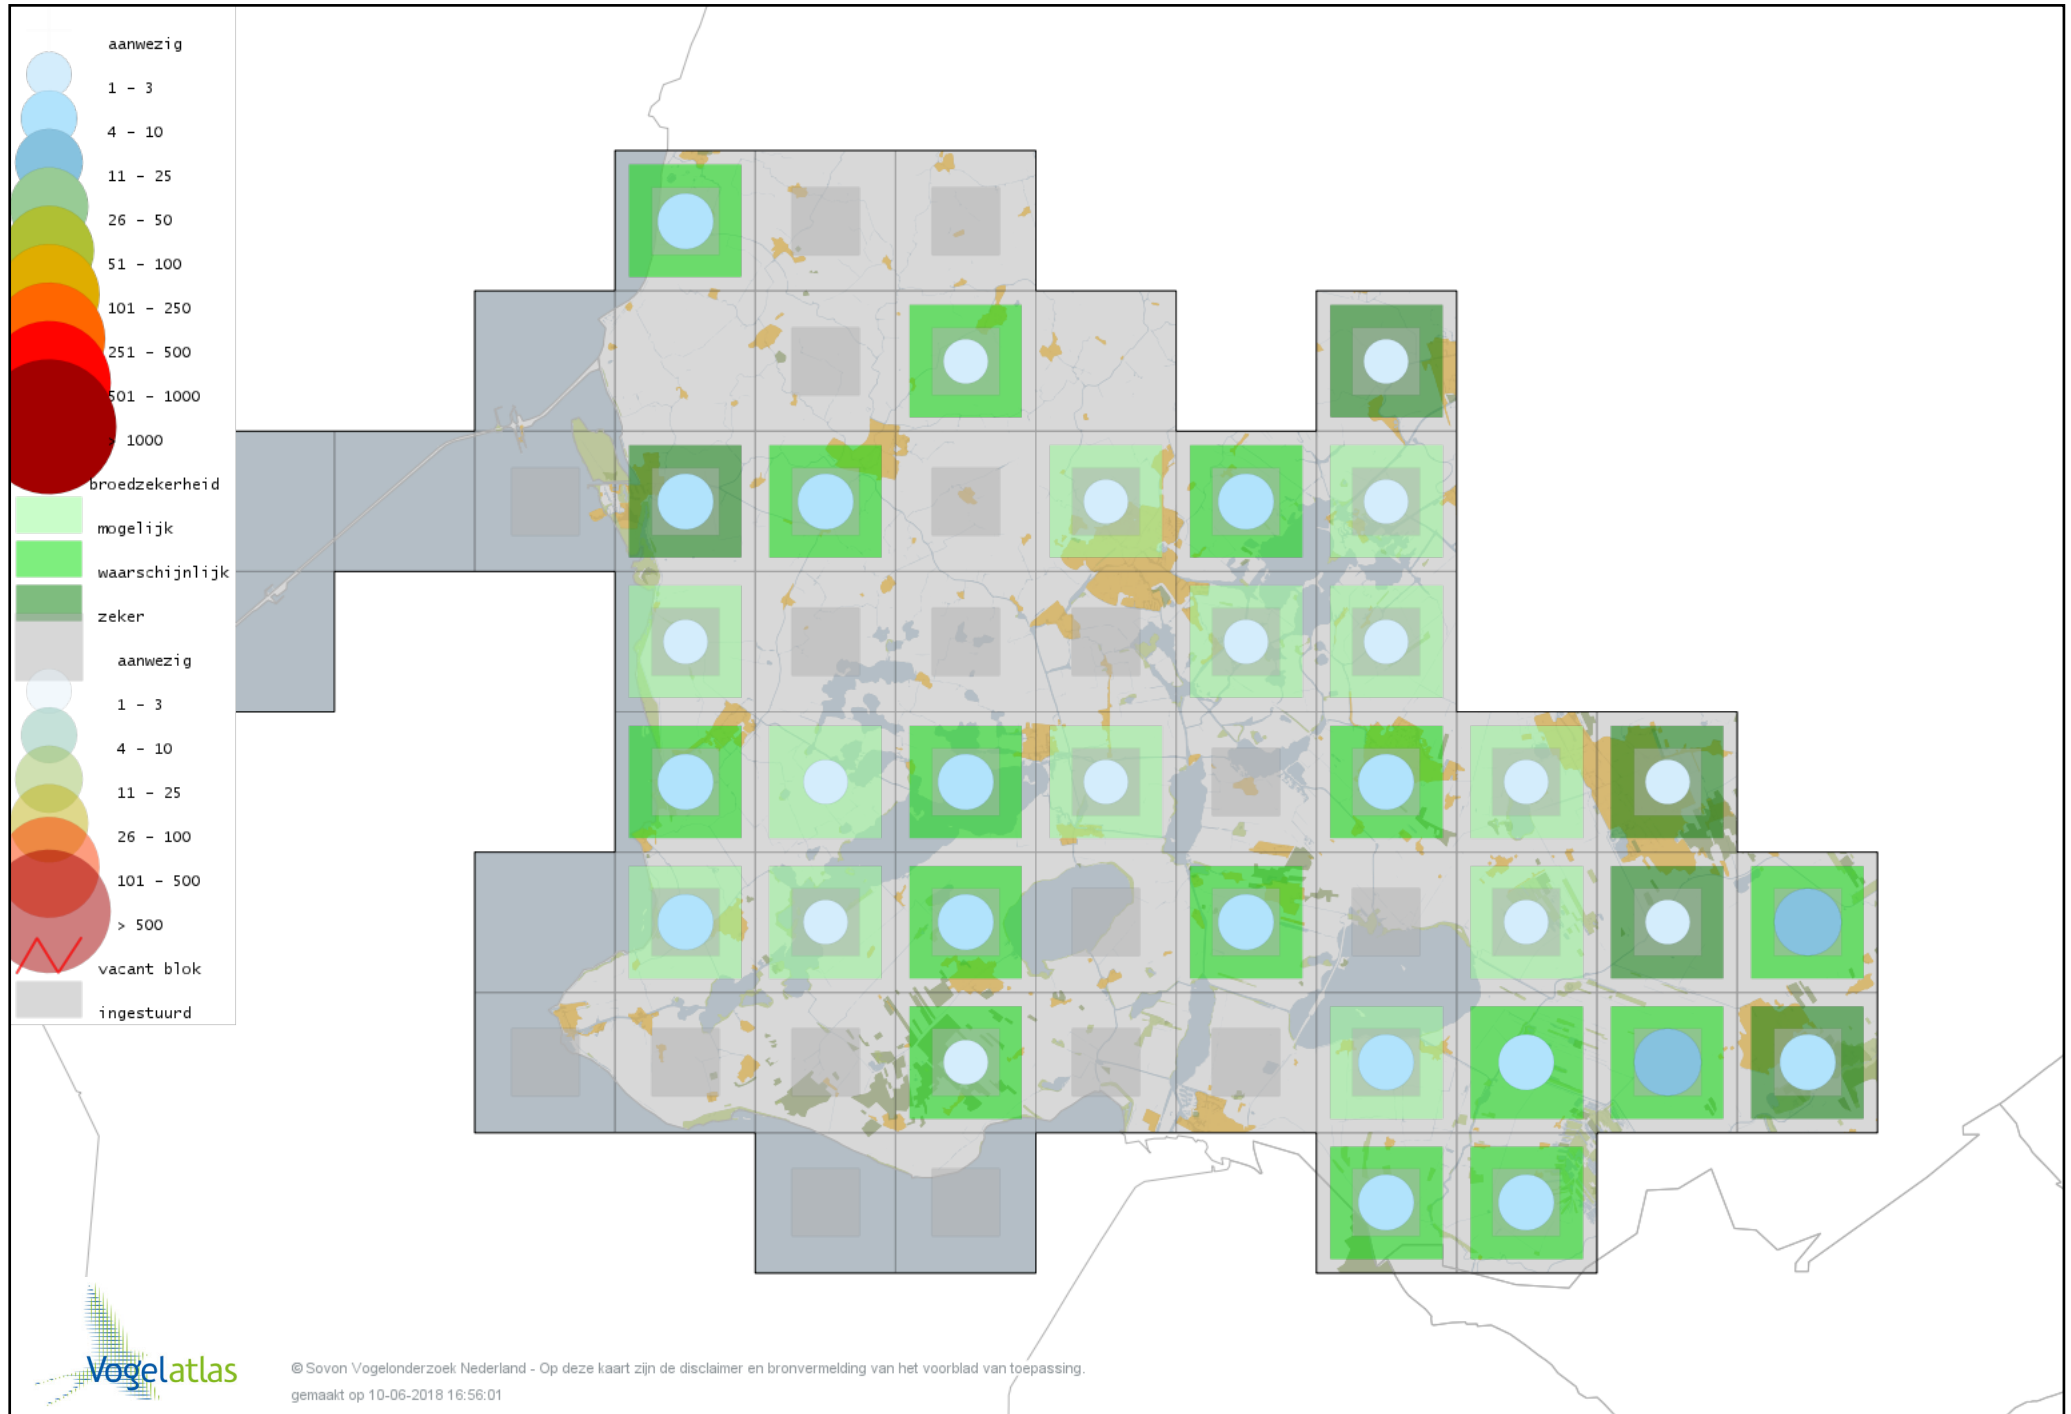 aanwezig
1 - 3
4 - 10
11 - 25
26 - 50
51 - 100
101 - 250
251 - 500
501 - 1000
> 1000
broedzekerheid
mogelijk
waarschijnlijk
zeker
aanwezig
1 - 3
4 - 10
11 - 25
26 - 100
101 - 500
> 500
vacant blok
ingestuurd
Vogelatlas
© Sovon Vogelonderzoek Nederland - Op deze kaart zijn de disclaimer en bronvermelding van het voorblad van toepassing.
gemaakt op 10-06-2018 16:56:01